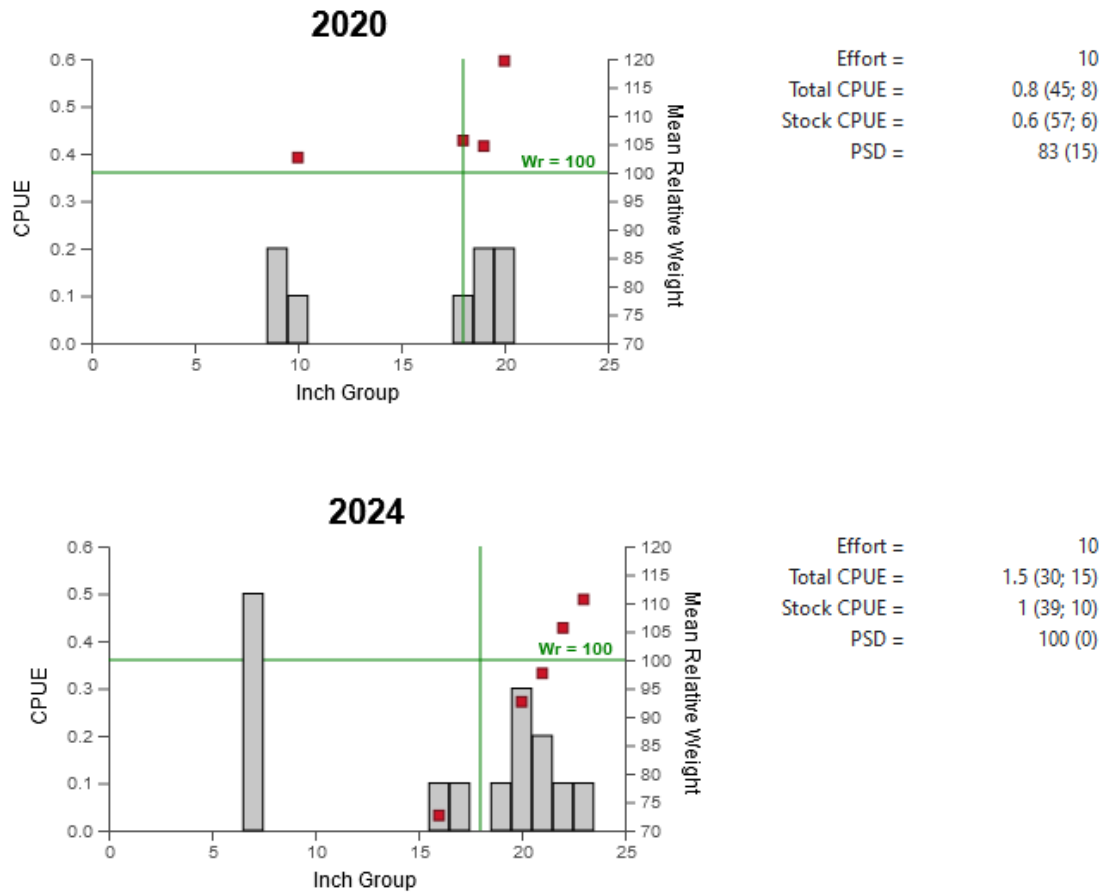 2020
Effort = 10
Total CPUE = 0.8 (45; 8)
Stock CPUE = 0.6 (57; 6)
PSD = 83 (15)
CPUE
0.6
0.5
0.4
0.3
0.2
0.1
0.0
Wr = 100
120
115
110
105
100
95
90
85
80
75
70
Mean Relative Weight
0 5 10 15 20 25
Inch Group
2024
Effort = 10
Total CPUE = 1.5 (30; 15)
Stock CPUE = 1 (39; 10)
PSD = 100 (0)
CPUE
0.6
0.5
0.4
0.3
0.2
0.1
0.0
Wr = 100
120
115
110
105
100
95
90
85
80
75
70
Mean Relative Weight
0 5 10 15 20 25
Inch Group